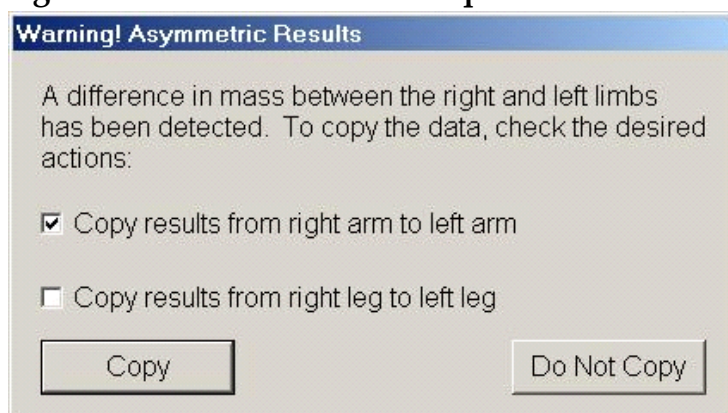 Warning! Asymmetric Results
A difference in mass between the right and left limbs
has been detected. To copy the data, check the desired
actions:
Copy results from right arm to left arm
Copy results from right leg to left leg
Copy
Do Not Copy